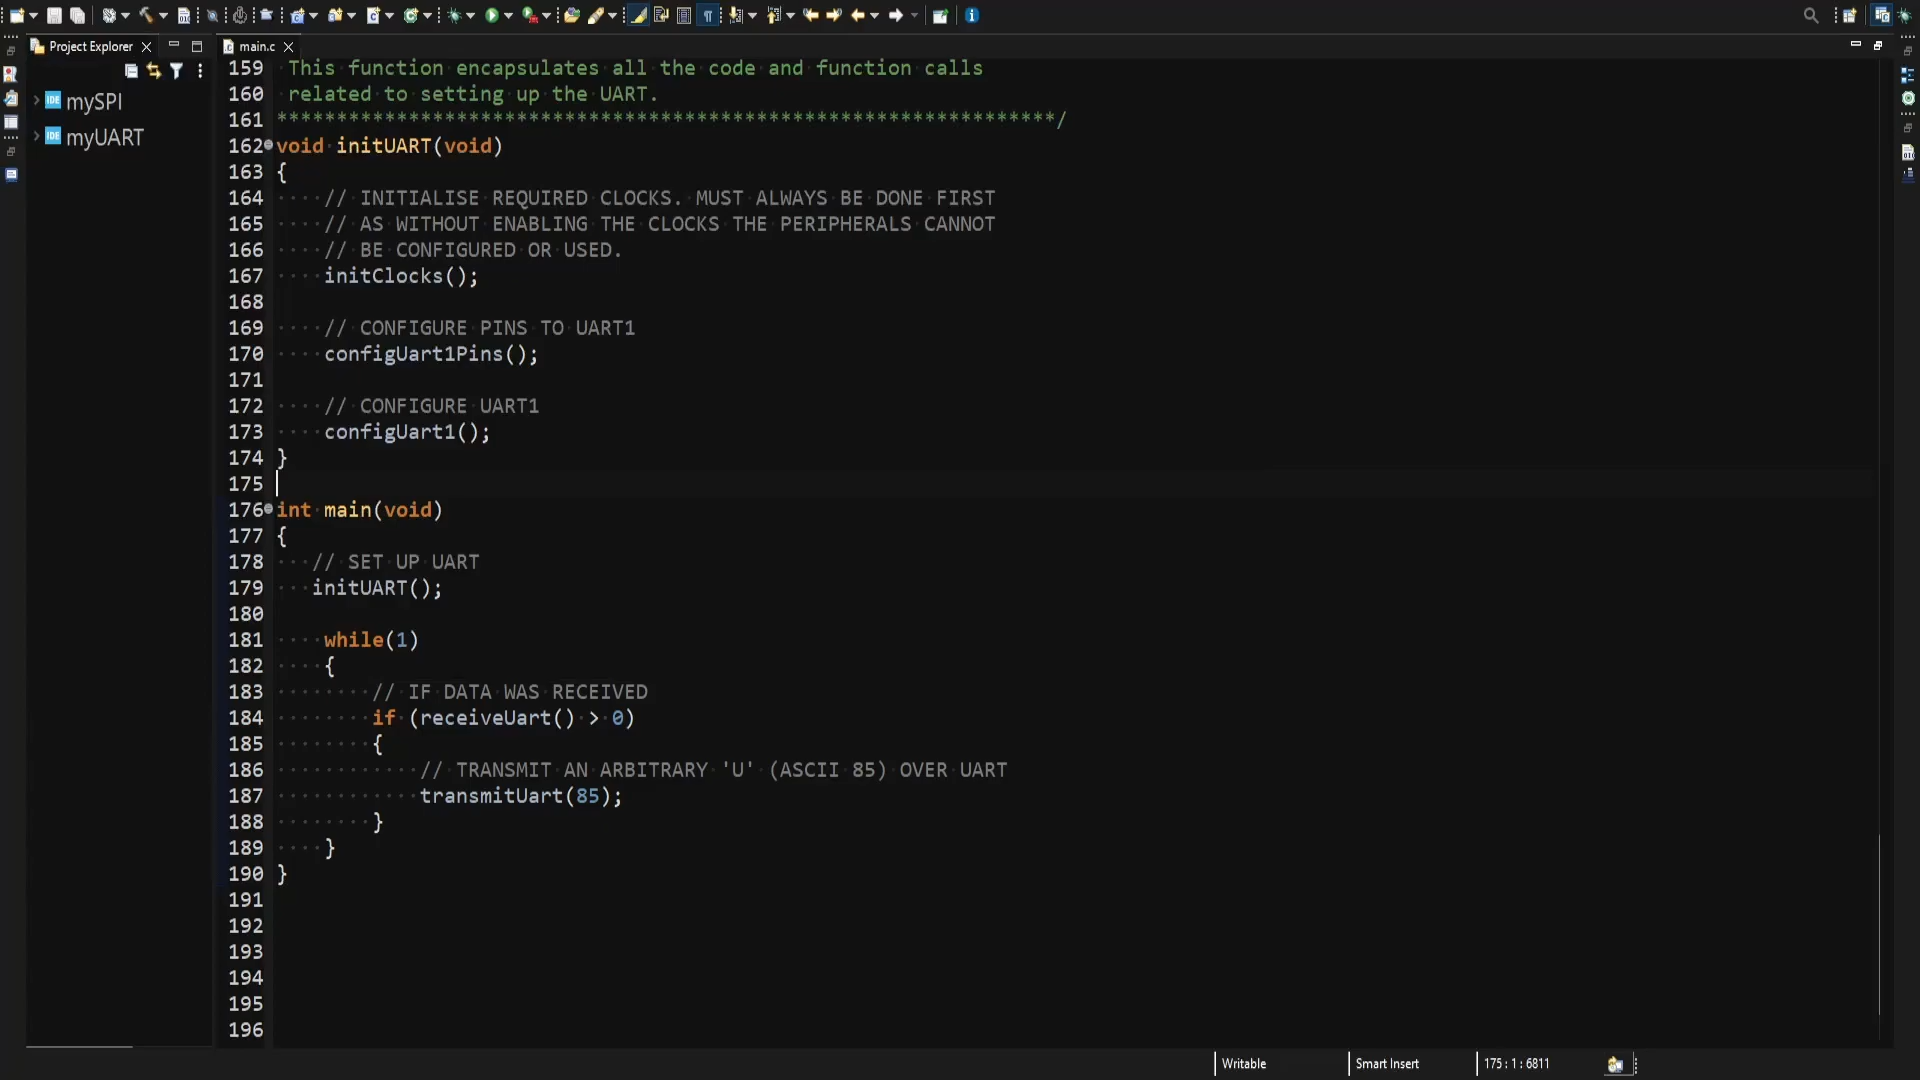 Project Explorer
main.c
mySPI
myUART
159 This function encapsulates all the code and function calls
160 related to setting up the UART.
161 *****************************************************************/
162 void initUART(void)
163 {
164 // INITIALISE REQUIRED CLOCKS. MUST ALWAYS BE DONE FIRST
165 // AS WITHOUT ENABLING THE CLOCKS THE PERIPHERALS CANNOT
166 // BE CONFIGURED OR USED.
167 initClocks();
168
169 // CONFIGURE PINS TO UART1
170 configUart1Pins();
171
172 // CONFIGURE UART1
173 configUart1();
174 }
175
176 int main(void)
177 {
178 // SET UP UART
179 initUART();
180
181 while(1)
182 {
183 // IF DATA WAS RECEIVED
184 if (receiveUart() > 0)
185 {
186 // TRANSMIT AN ARBITRARY 'U' (ASCII 85) OVER UART
187 transmitUart(85);
188 }
189 }
190 }
191
192
193
194
195
196
Writable
Smart Insert
175 : 1 : 6811